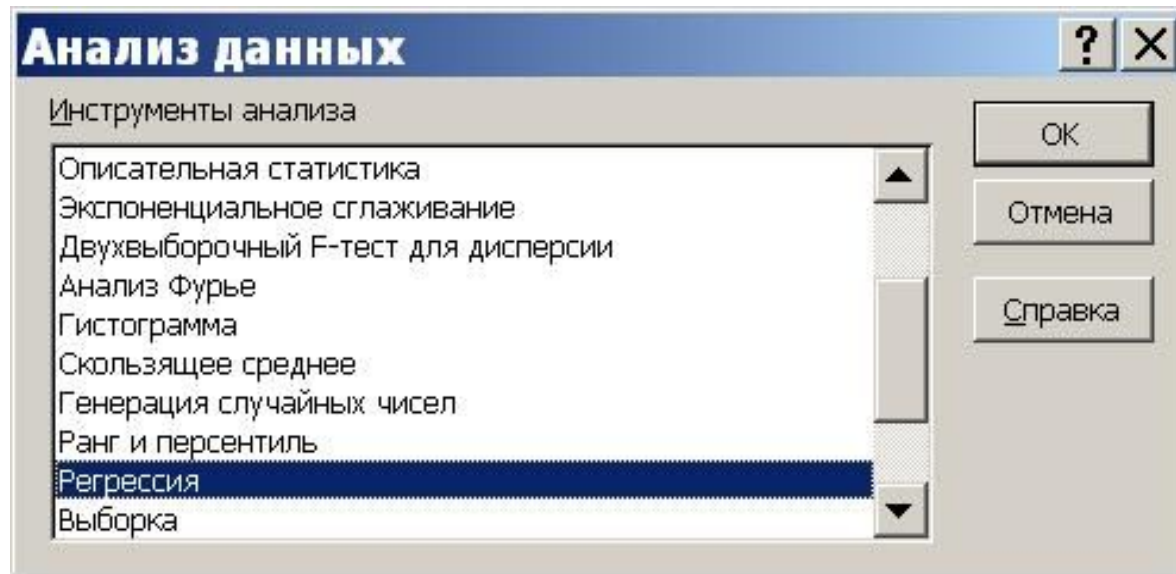 Анализ данных
Инструменты анализа
Описательная статистика
Экспоненциальное сглаживание
Двухвыборочный F-тест для дисперсии
Анализ Фурье
Гистограмма
Скользящее среднее
Генерация случайных чисел
Ранг и персентиль
Регрессия
Выборка
ОК
Отмена
Справка